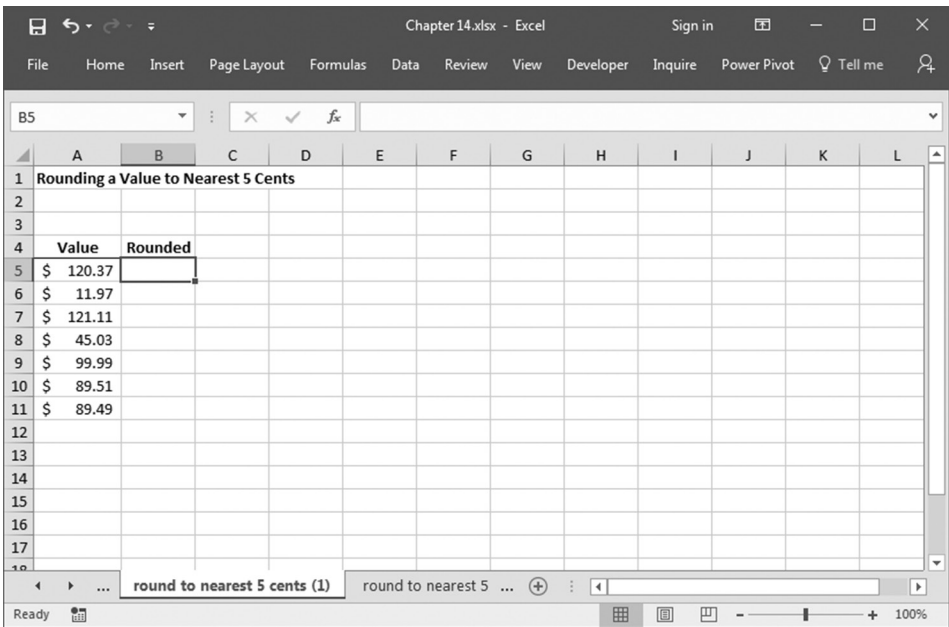 Chapter 14.xlsx - Excel Sign in
File Home Insert Page Layout Formulas Data Review View Developer Inquire Power Pivot Tell me
B5 fx
A B C D E F G H I J K L
1 Rounding a Value to Nearest 5 Cents
2
3
4 Value Rounded
5 $ 120.37
6 $ 11.97
7 $ 121.11
8 $ 45.03
9 $ 99.99
10 $ 89.51
11 $ 89.49
12
13
14
15
16
17
18
... round to nearest 5 cents (1) round to nearest 5 ...
Ready 100%